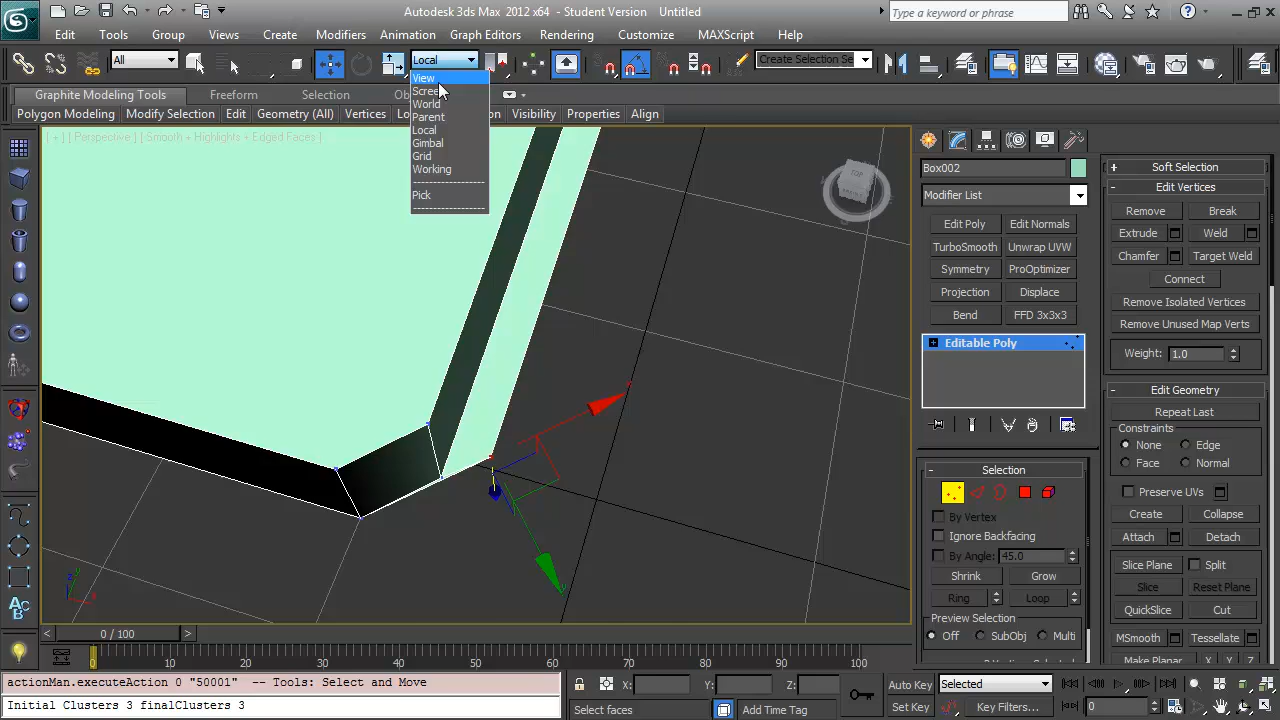 Autodesk 3ds Max 2012 x64 - Student Version Untitled
Type a keyword or phrase
Edit Tools Group Views Create Modifiers Animation Graph Editors Rendering Customize MAXScript Help
All
Local
Create Selection Se
View
World
Parent
Local
Gimbal
Grid
Working
Pick
Graphite Modeling Tools Freeform Selection
Polygon Modeling Modify Selection Edit Geometry (All) Vertices Visibility Properties Align
[ + ] [ Perspective ] [ Smooth + Highlights + Edged Faces ]
Box002
Modifier List
Edit Poly Edit Normals
TurboSmooth Unwrap UVW
Symmetry ProOptimizer
Projection Displace
Bend FFD 3x3x3
Editable Poly
- Selection
By Vertex
Ignore Backfacing
By Angle: 45.0
Shrink Grow
Ring Loop
Preview Selection
Off SubObj Multi
+ Soft Selection
- Edit Vertices
Remove Break
Extrude Weld
Chamfer Target Weld
Connect
Remove Isolated Vertices
Remove Unused Map Verts
Weight: 1.0
- Edit Geometry
Repeat Last
Constraints
None Edge
Face Normal
Preserve UVs
Create Collapse
Attach Detach
Slice Plane Split
Slice Reset Plane
QuickSlice Cut
MSmooth Tessellate
Make Planar X Y Z
< 0 / 100 >
0 10 20 30 40 50 60 70 80 90 100
actionMan.executeAction 0 "50001" -- Tools: Select and Move
Initial Clusters 3 finalClusters 3
X: Y: Z:
Select faces Add Time Tag
Auto Key Selected
Set Key Key Filters... 0